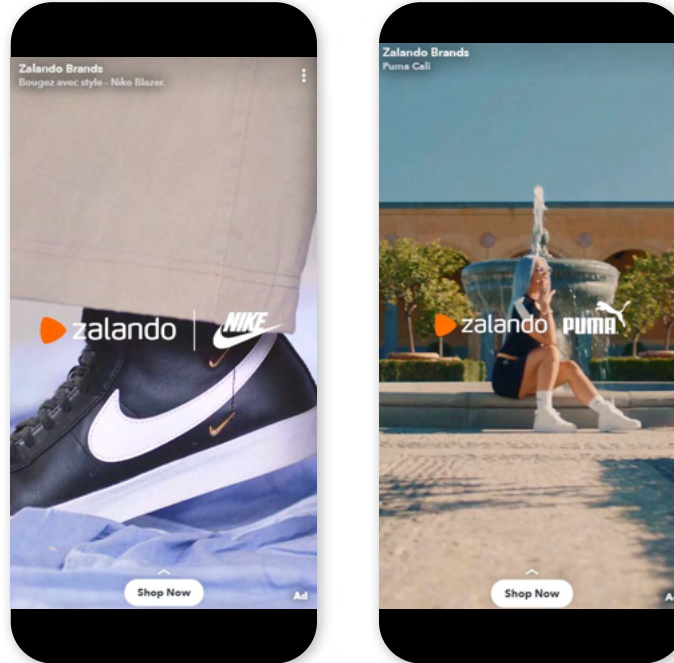 Zalando Brands
Bougez avec style - Nike Blazer.
zalando
NIKE
Shop Now
Ad
Zalando Brands
Puma Cali
zalando
PUMA
Shop Now